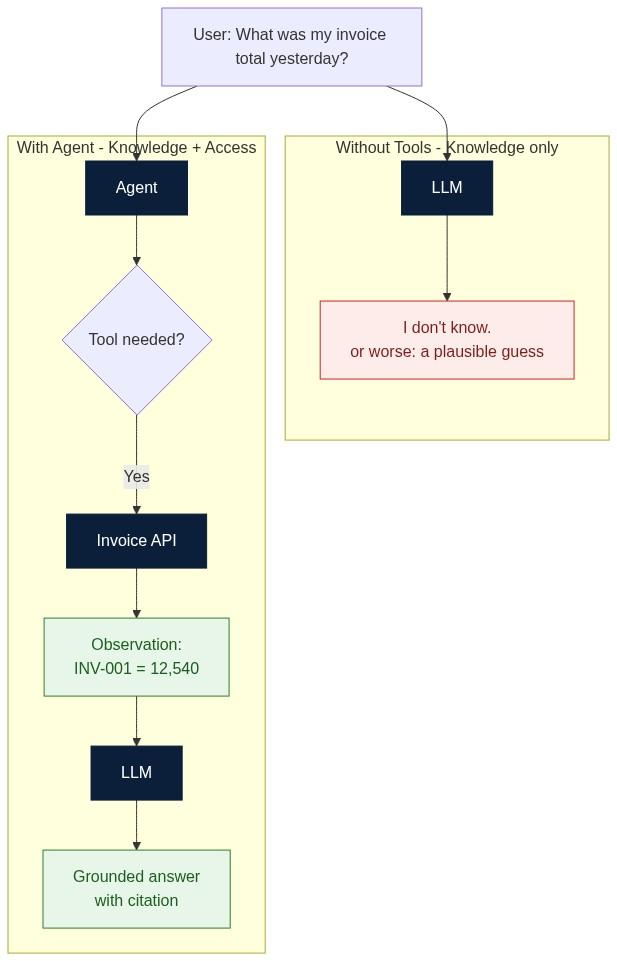 User: What was my invoice
total yesterday?
With Agent - Knowledge + Access
Agent
Tool needed?
Yes
Invoice API
Observation:
INV-001 = 12,540
LLM
Grounded answer
with citation
Without Tools - Knowledge only
LLM
I don't know.
or worse: a plausible guess